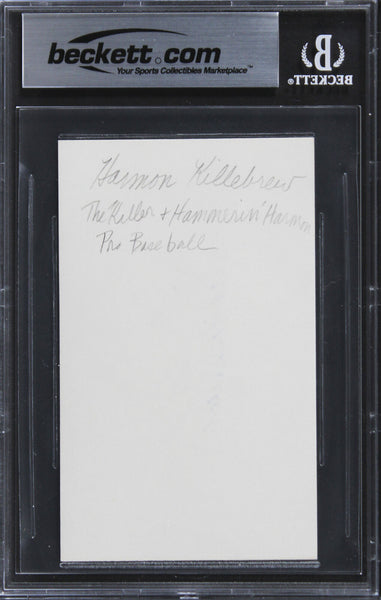 beckett.com
Your Sports Collectibles Marketplace™
BECKETT
Harmon Killebrew
The Killer + Hammerin' Harmon
Pro Baseball